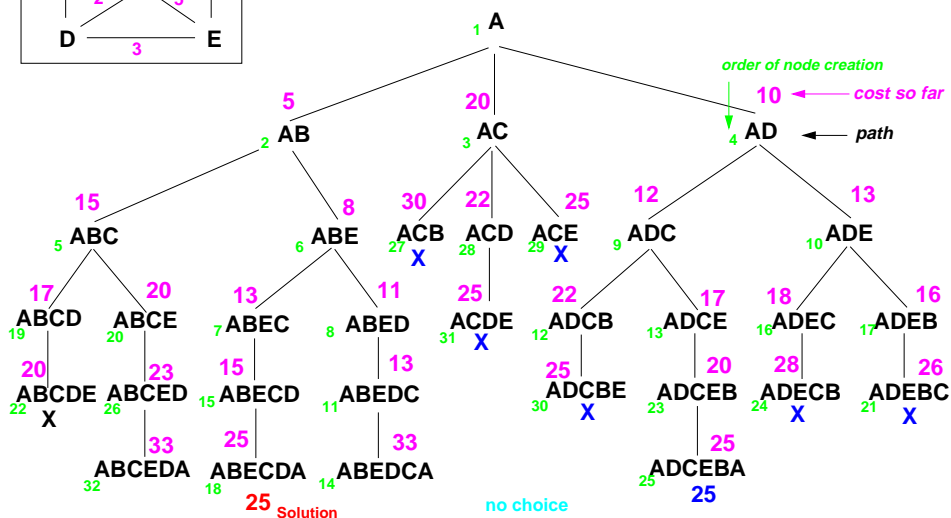 2 5
D E
3
1 A
order of node creation
5 20 10 cost so far
2 AB 3 AC 4 AD path
15 8 30 22 25 12 13
5 ABC 6 ABE 27 ACB 28 ACD 29 ACE 9 ADC 10 ADE
X X
17 20 13 11 25 22 17 18 16
19 ABCD 20 ABCE 7 ABEC 8 ABED 31 ACDE 12 ADCB 13 ADCE 16 ADEC 17 ADEB
X
20 23 15 13 25 20 28 26
22 ABCDE 26 ABCED 15 ABECD 11 ABEDC 30 ADCBE 23 ADCEB 24 ADECB 21 ADEBC
X X X X
33 25 33 25
32 ABCEDA 18 ABECDA 14 ABEDCA 25 ADCEBA
25 Solution no choice 25